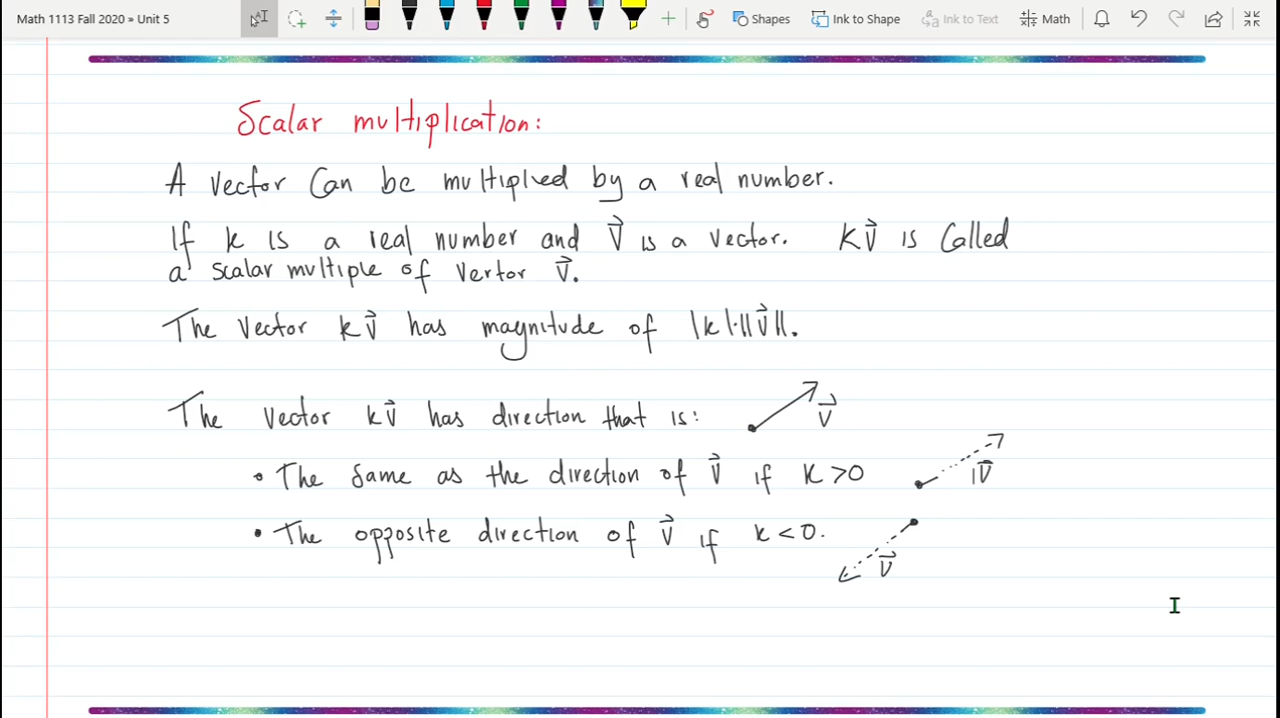 Math 1113 Fall 2020 » Unit 5
Shapes
Ink to Shape
Ink to Text
Math
Scalar multiplication:
A vector Can be multiplied by a real number.
If k is a real number and V⃗ is a vector. KV⃗ is Called
a scalar multiple of vector V⃗.
The vector kV⃗ has magnitude of |k|·||V⃗||.
The vector kV⃗ has direction that is: V⃗
• The same as the direction of V⃗ if K >0
• The opposite direction of V⃗ if k < 0. V⃗